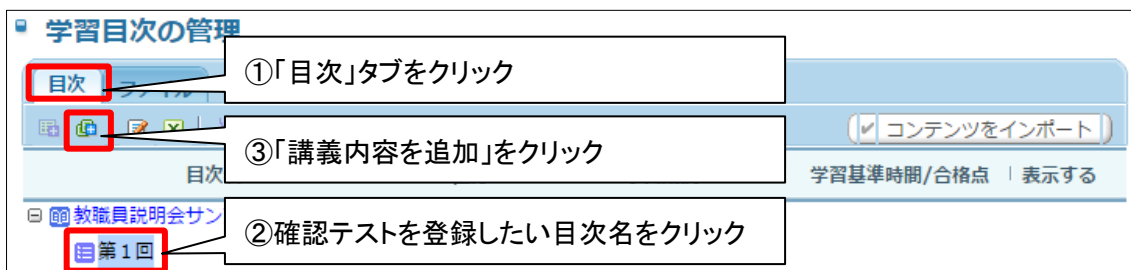 学習目次の管理
①「目次」タブをクリック
目次
ファイル
③「講義内容を追加」をクリック
コンテンツをインポート
目次
学習基準時間/合格点
表示する
教職員説明会サン
②確認テストを登録したい目次名をクリック
第1回